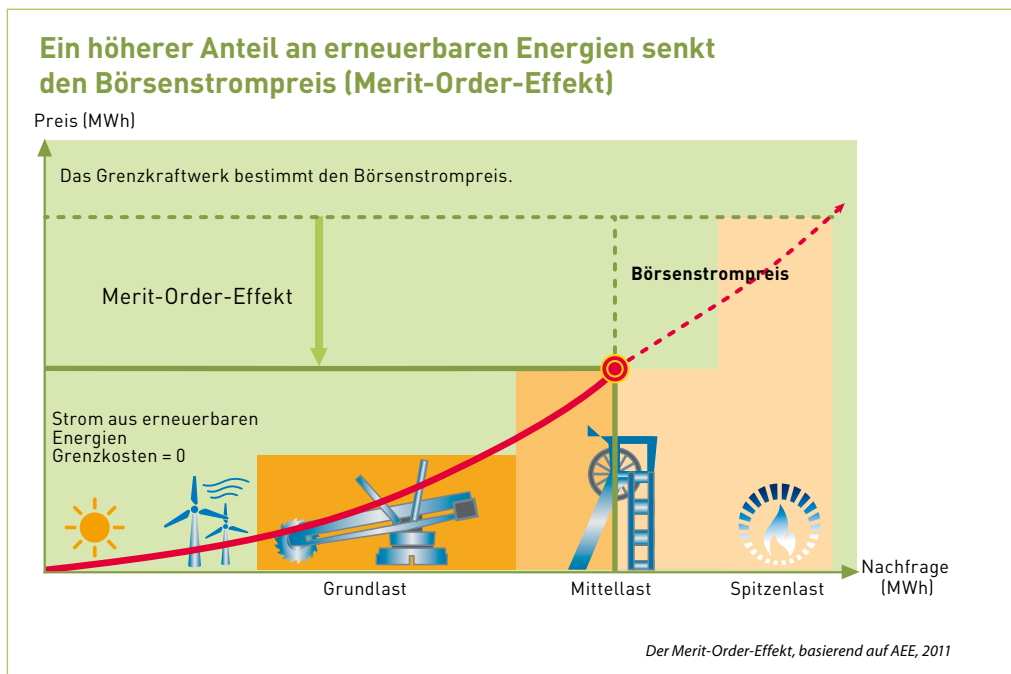 Ein höherer Anteil an erneuerbaren Energien senkt
den Börsenstrompreis (Merit-Order-Effekt)
Preis (MWh)
Das Grenzkraftwerk bestimmt den Börsenstrompreis.
Börsenstrompreis
Merit-Order-Effekt
Strom aus erneuerbaren
Energien
Grenzkosten = 0
Grundlast
Mittellast
Spitzenlast
Nachfrage
(MWh)
Der Merit-Order-Effekt, basierend auf AEE, 2011